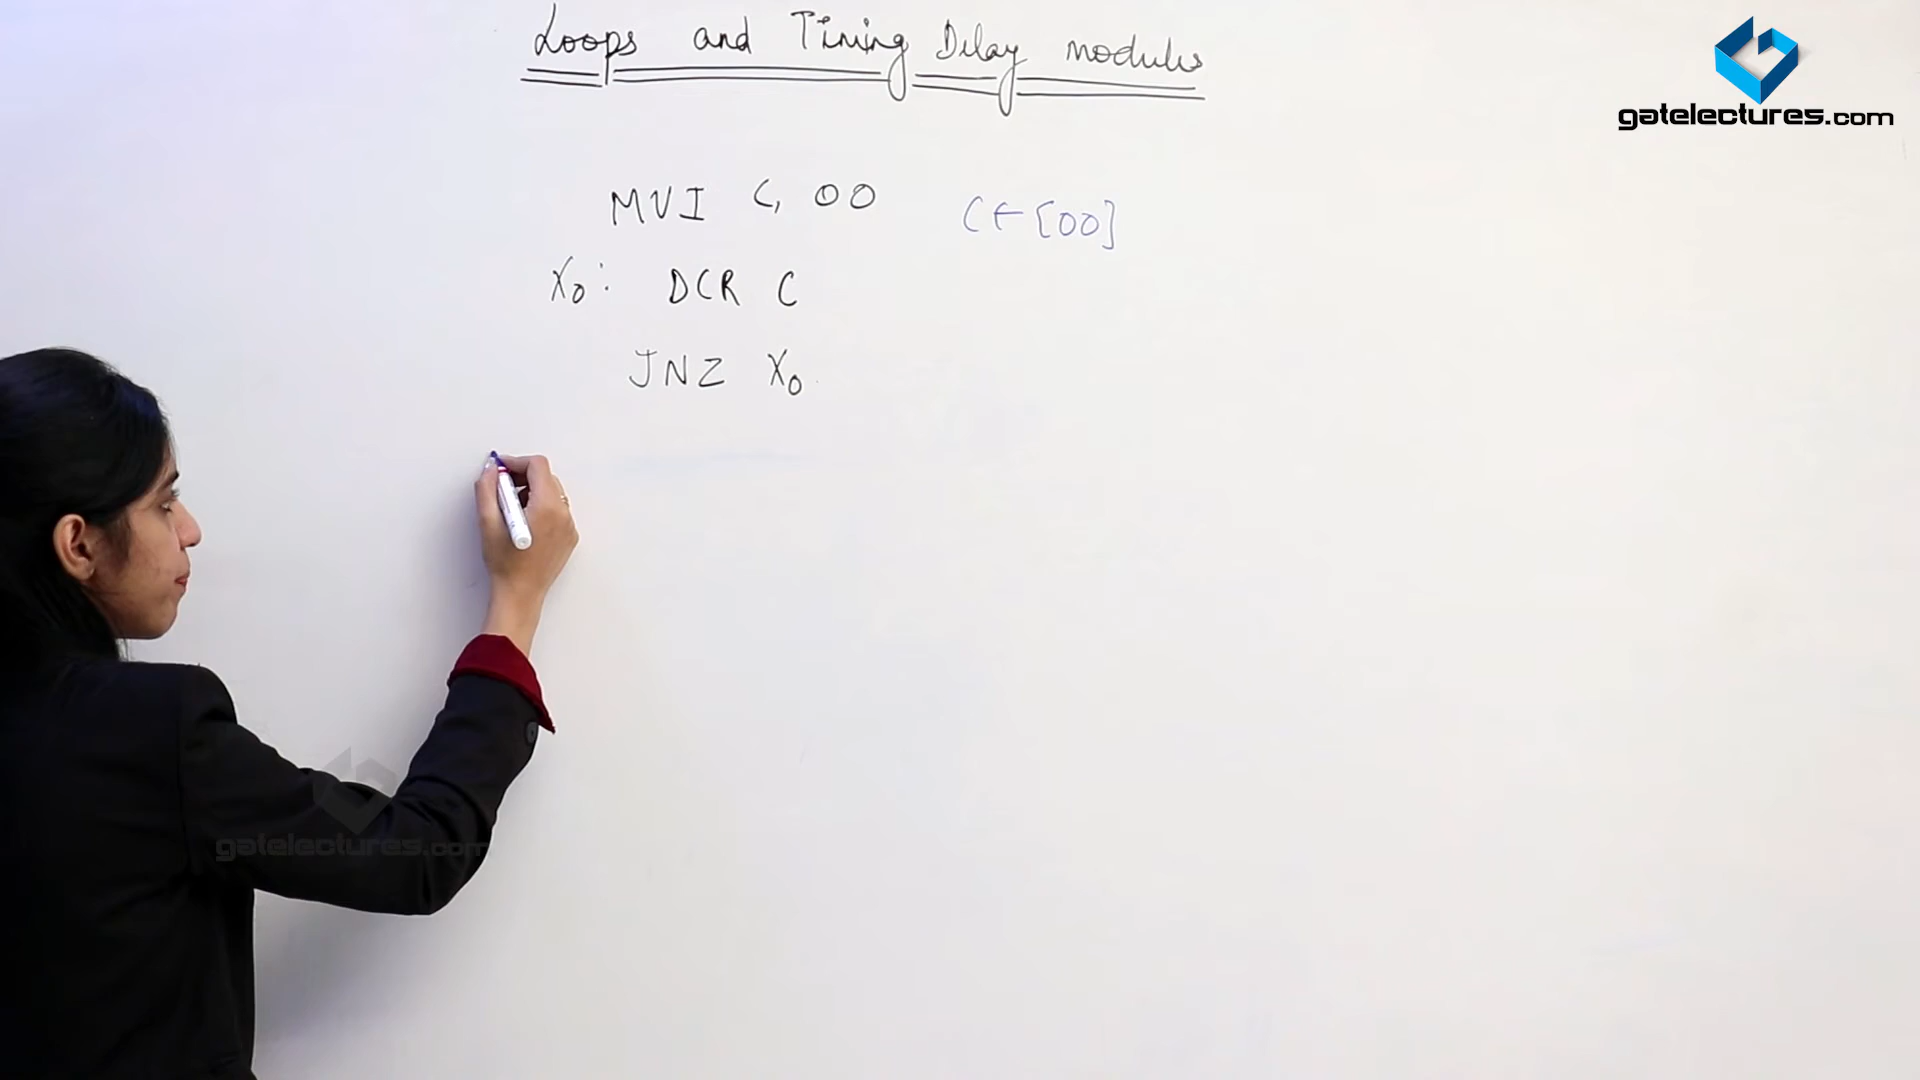 Loops and Timing Delay modules
gatelectures.com
MVI C, 00 C ← [00]
X0: DCR C
JNZ X0
gatelectures.com